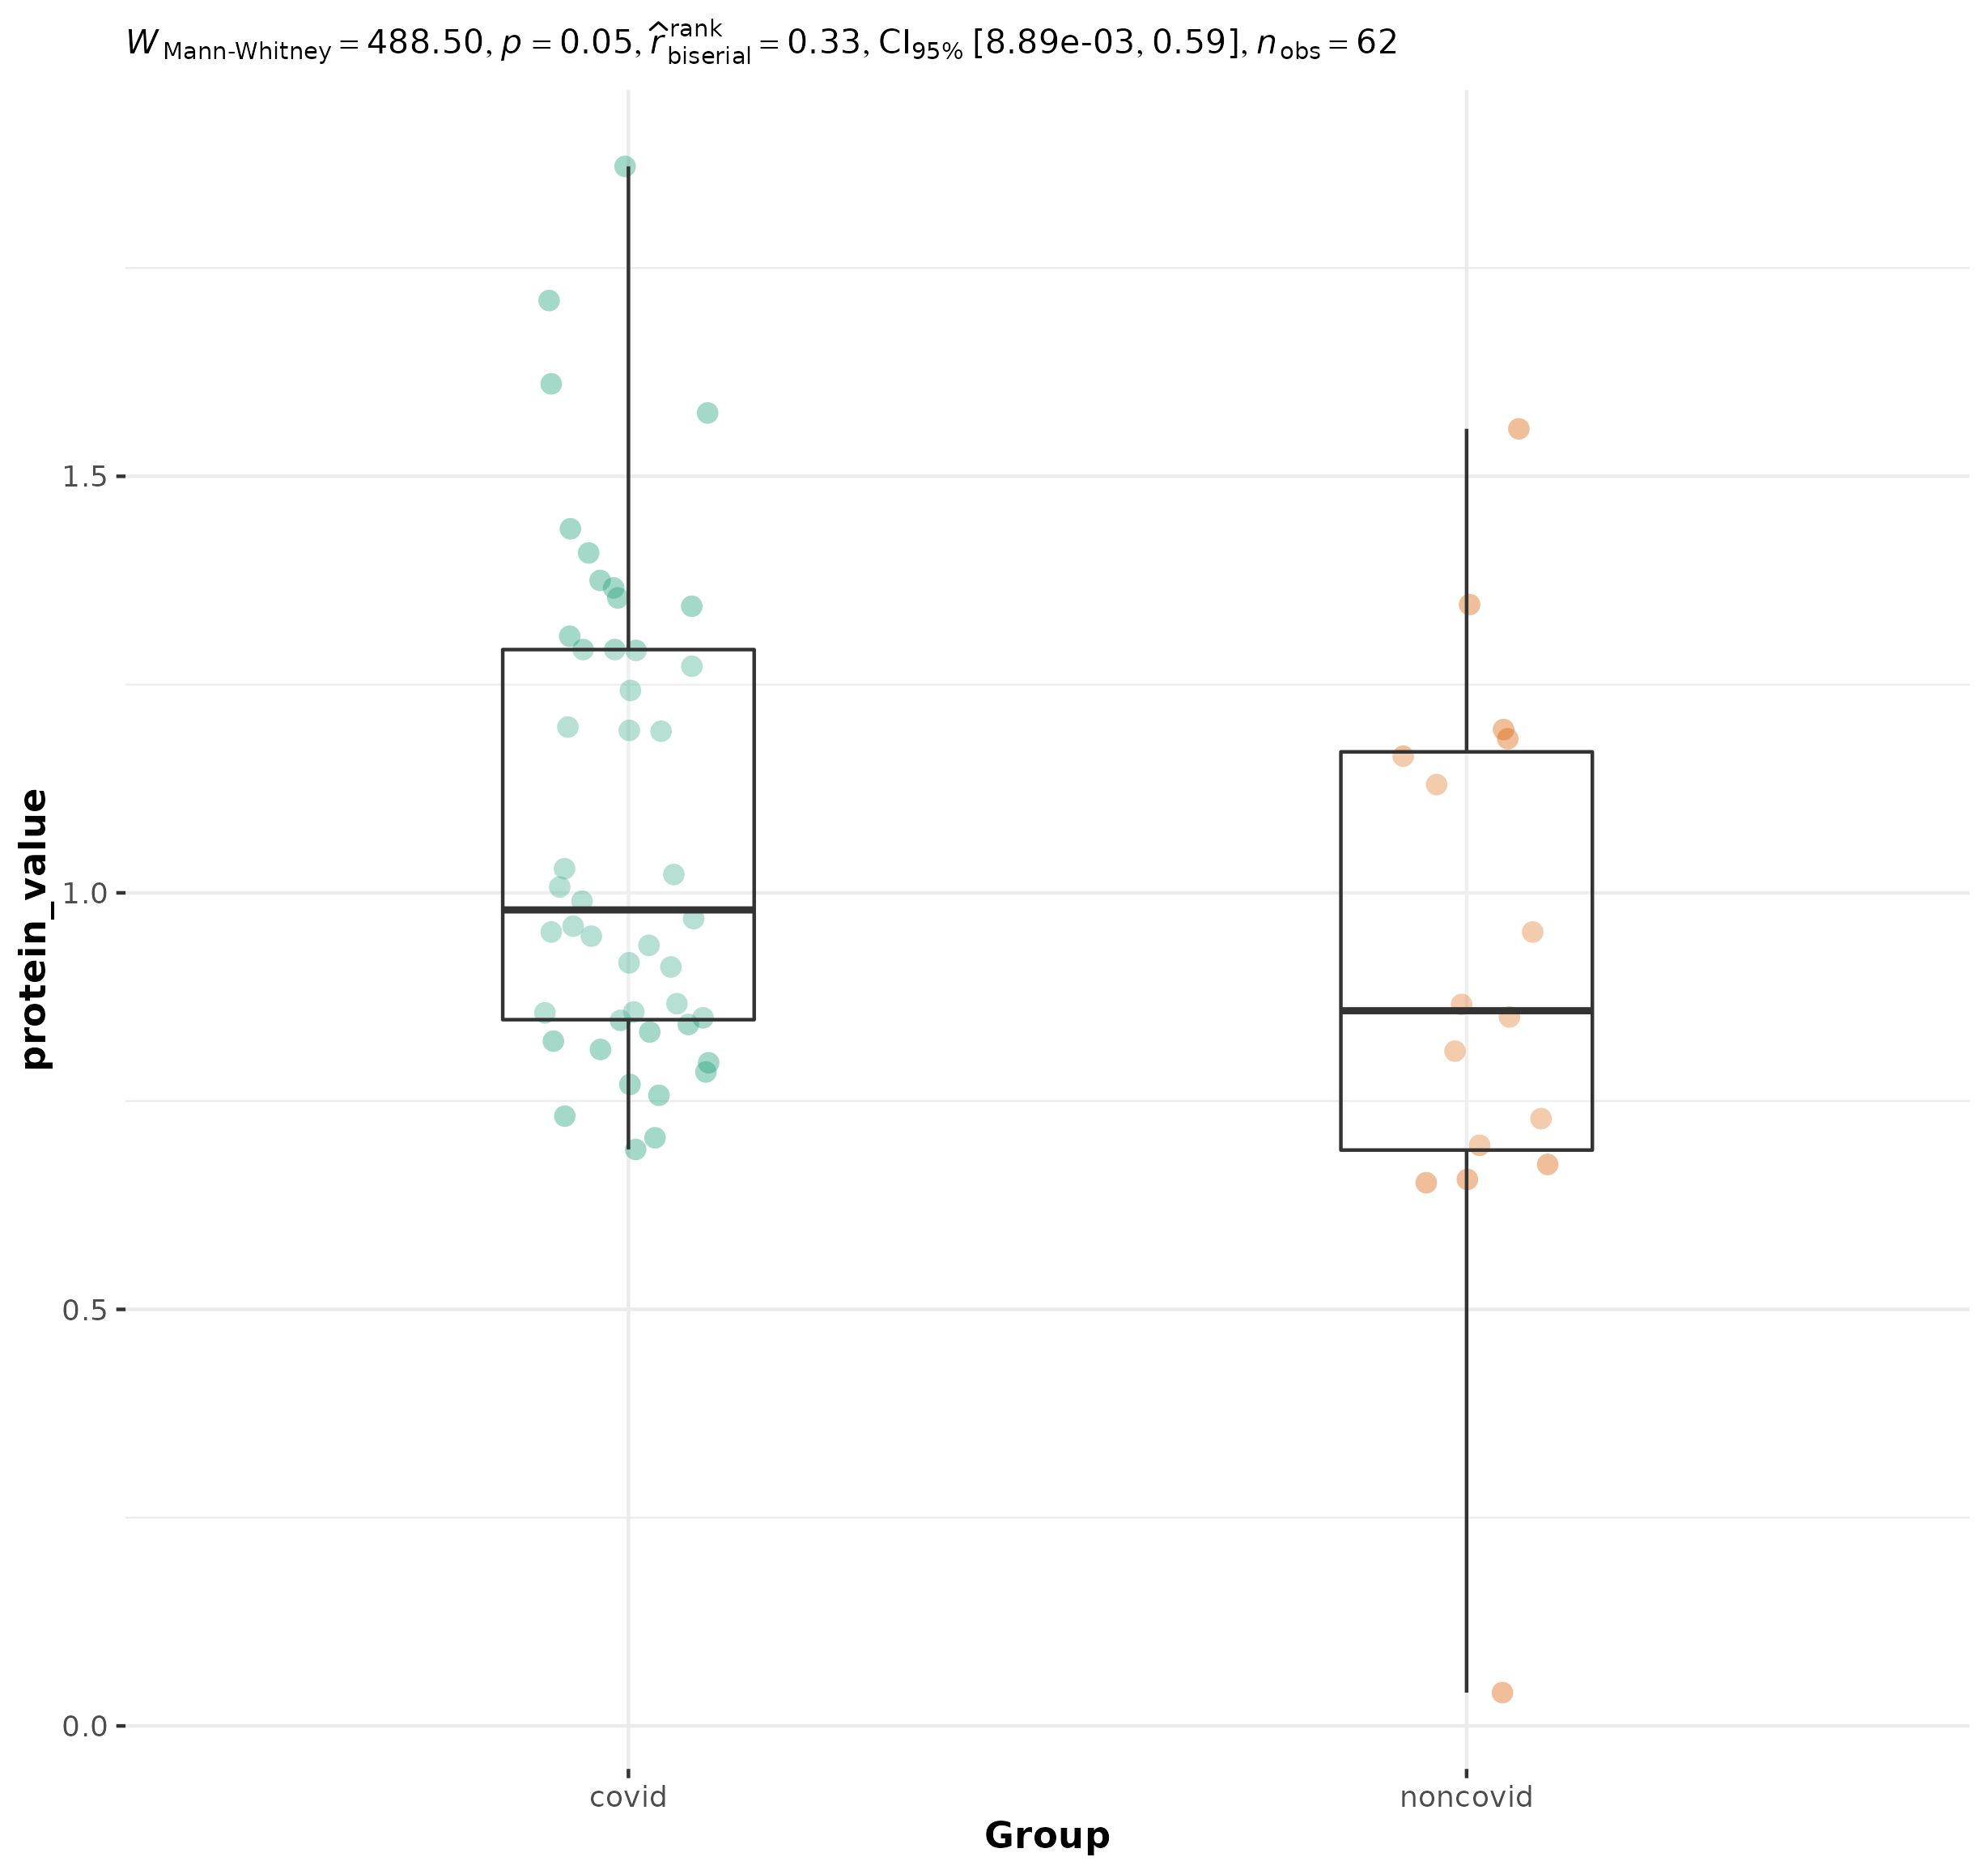 W Mann-Whitney = 488.50, p = 0.05, r̂ rank biserial = 0.33, CI95% [8.89e-03, 0.59], nobs = 62
protein_value
1.5
1.0
0.5
0.0
covid noncovid
Group